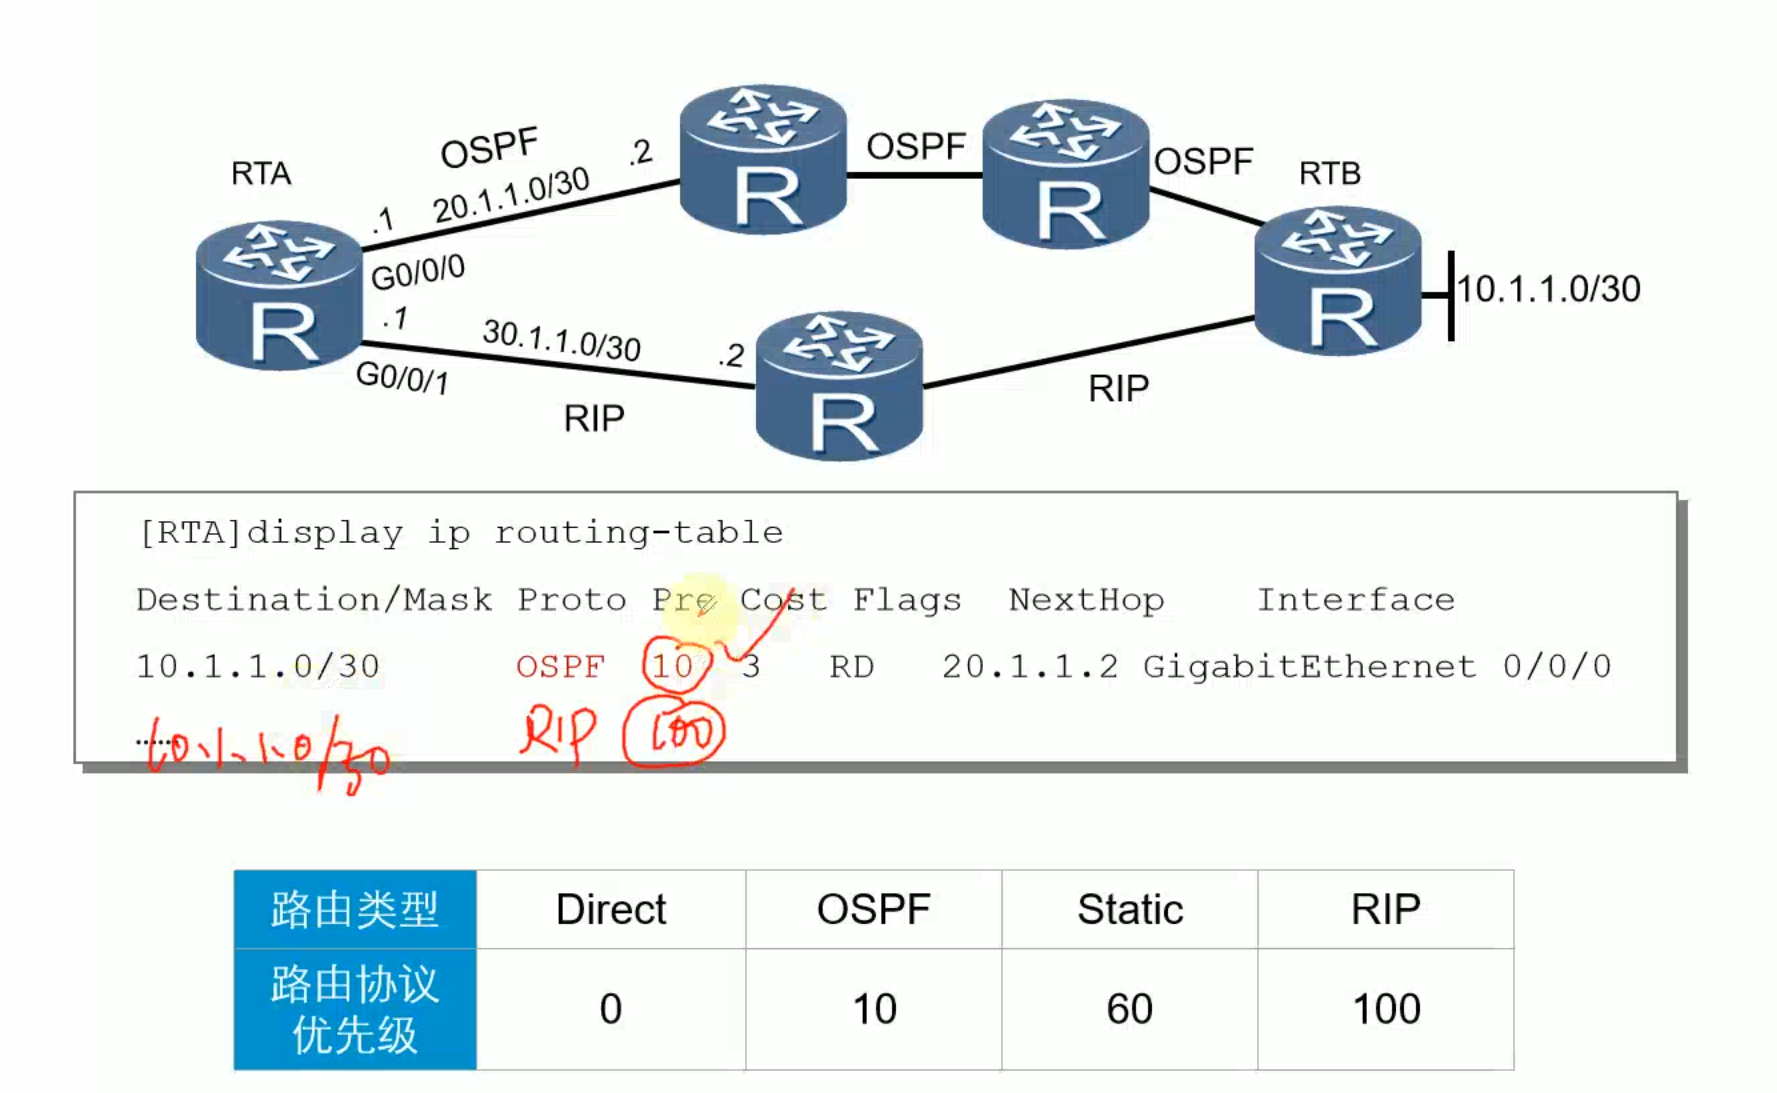 OSPF
.2
OSPF
OSPF
RTA
RTB
.1
20.1.1.0/30
G0/0/0
10.1.1.0/30
.1
30.1.1.0/30
.2
G0/0/1
RIP
RIP
R
R
R
R
R
[RTA]display ip routing-table
Destination/Mask Proto Pre Cost Flags NextHop Interface
10.1.1.0/30 OSPF 10 3 RD 20.1.1.2 GigabitEthernet 0/0/0
......
10.1.1.0/30 RIP 100
路由类型 Direct OSPF Static RIP
路由协议
优先级 0 10 60 100